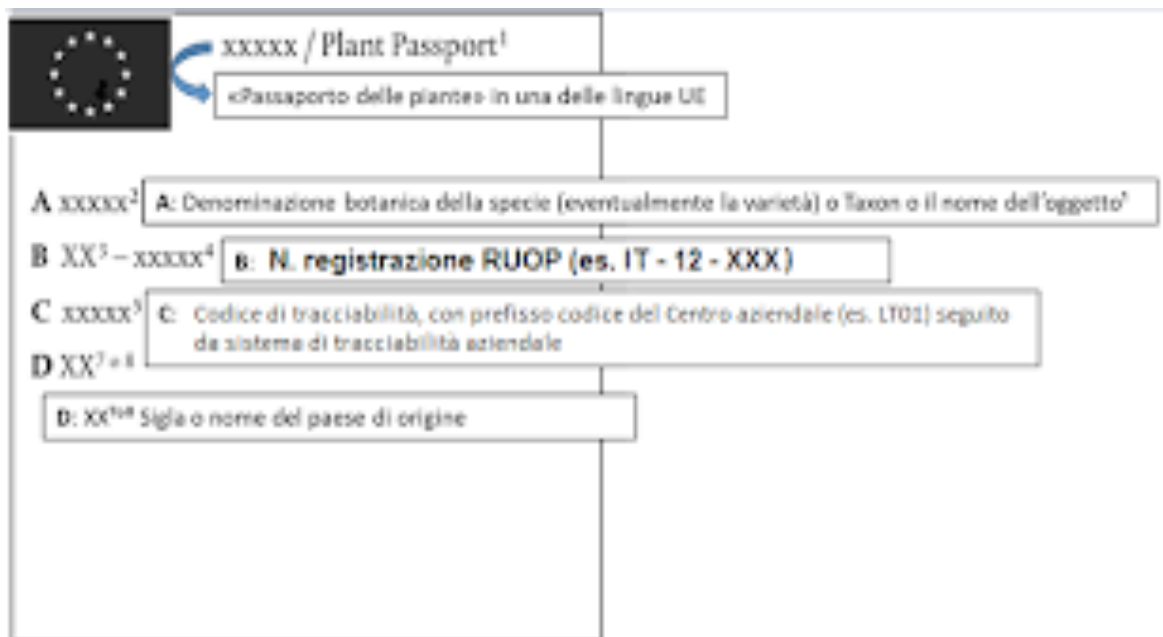 xxxxx / Plant Passport¹
«Passaporto delle piante» in una delle lingue UE
A xxxxx² A: Denominazione botanica della specie (eventualmente la varietà) o Taxon o il nome dell'oggetto'
B XX³ – xxxxx⁴ B: N. registrazione RUOP (es. IT - 12 - XXX)
C xxxxx⁵ C: Codice di tracciabilità, con prefisso codice del Centro aziendale (es. LT01) seguito
da sistema di tracciabilità aziendale
D XX⁷ ᵒ ⁸
D: XX Sigla o nome del paese di origine